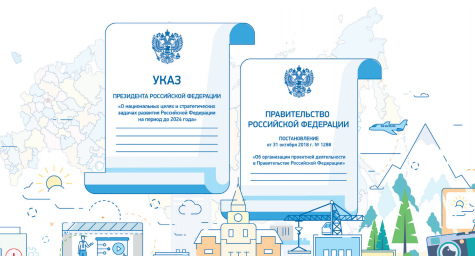 УКАЗ
ПРЕЗИДЕНТА РОССИЙСКОЙ ФЕДЕРАЦИИ
«О национальных целях и стратегических
задачах развития Российской Федерации
на период до 2024 года»
ПРАВИТЕЛЬСТВО
РОССИЙСКОЙ ФЕДЕРАЦИИ
ПОСТАНОВЛЕНИЕ
от 31 октября 2018 г. № 1288
«Об организации проектной деятельности
в Правительстве Российской Федерации»